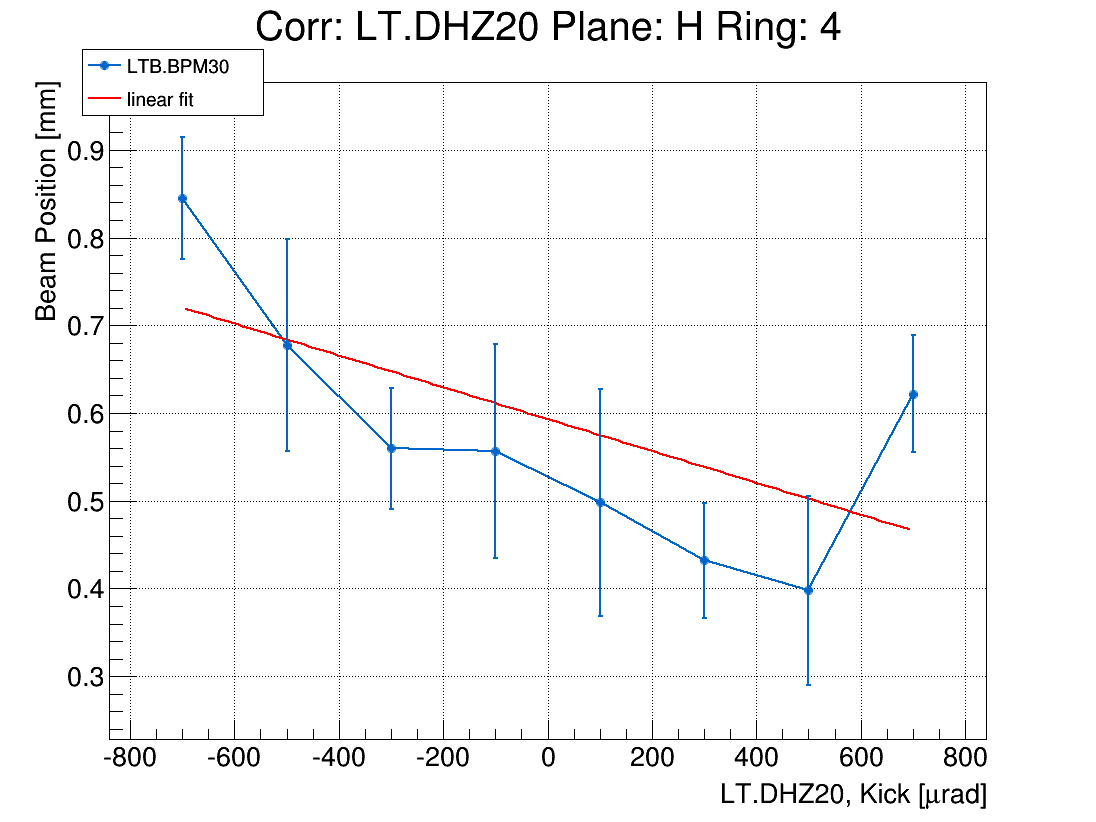 Corr: LT.DHZ20 Plane: H Ring: 4
LTB.BPM30
linear fit
Beam Position [mm]
0.9
0.8
0.7
0.6
0.5
0.4
0.3
-800 -600 -400 -200 0 200 400 600 800
LT.DHZ20, Kick [μrad]